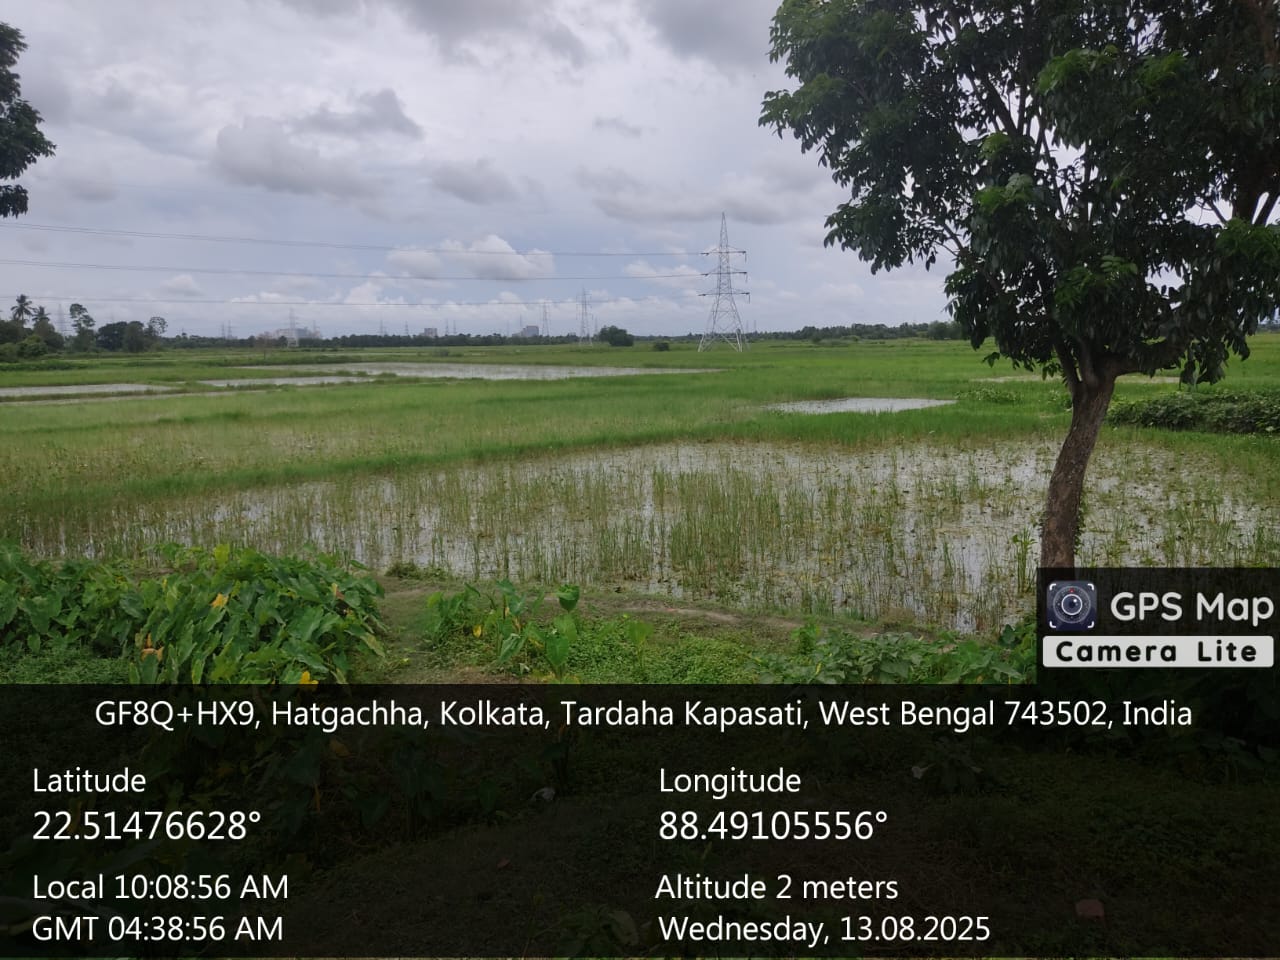 GPS Map
Camera Lite
GF8Q+HX9, Hatgachha, Kolkata, Tardaha Kapasati, West Bengal 743502, India
Latitude
22.51476628°
Longitude
88.49105556°
Local 10:08:56 AM
GMT 04:38:56 AM
Altitude 2 meters
Wednesday, 13.08.2025